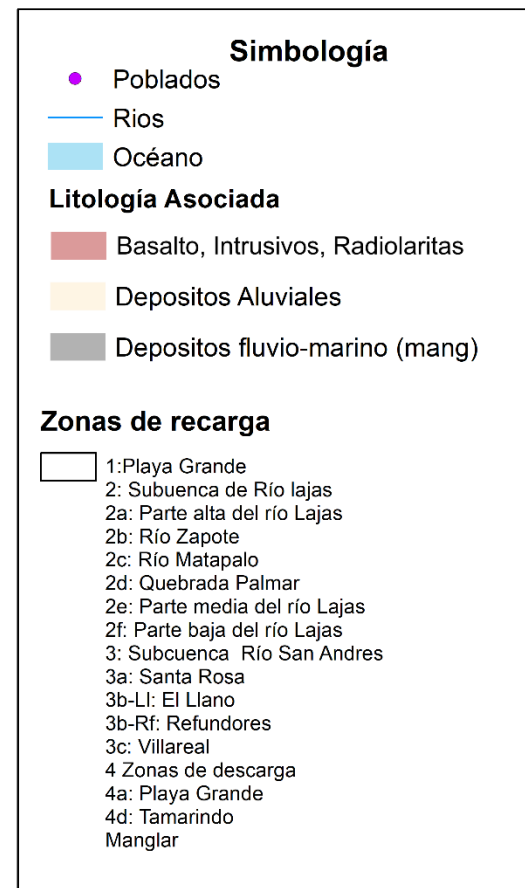 Simbología
Poblados
Rios
Océano
Litología Asociada
Basalto, Intrusivos, Radiolaritas
Depositos Aluviales
Depositos fluvio-marino (mang)
Zonas de recarga
1:Playa Grande
2: Subuenca de Río lajas
2a: Parte alta del río Lajas
2b: Río Zapote
2c: Río Matapalo
2d: Quebrada Palmar
2e: Parte media del río Lajas
2f: Parte baja del río Lajas
3: Subcuenca Río San Andres
3a: Santa Rosa
3b-Ll: El Llano
3b-Rf: Refundores
3c: Villareal
4 Zonas de descarga
4a: Playa Grande
4d: Tamarindo
Manglar